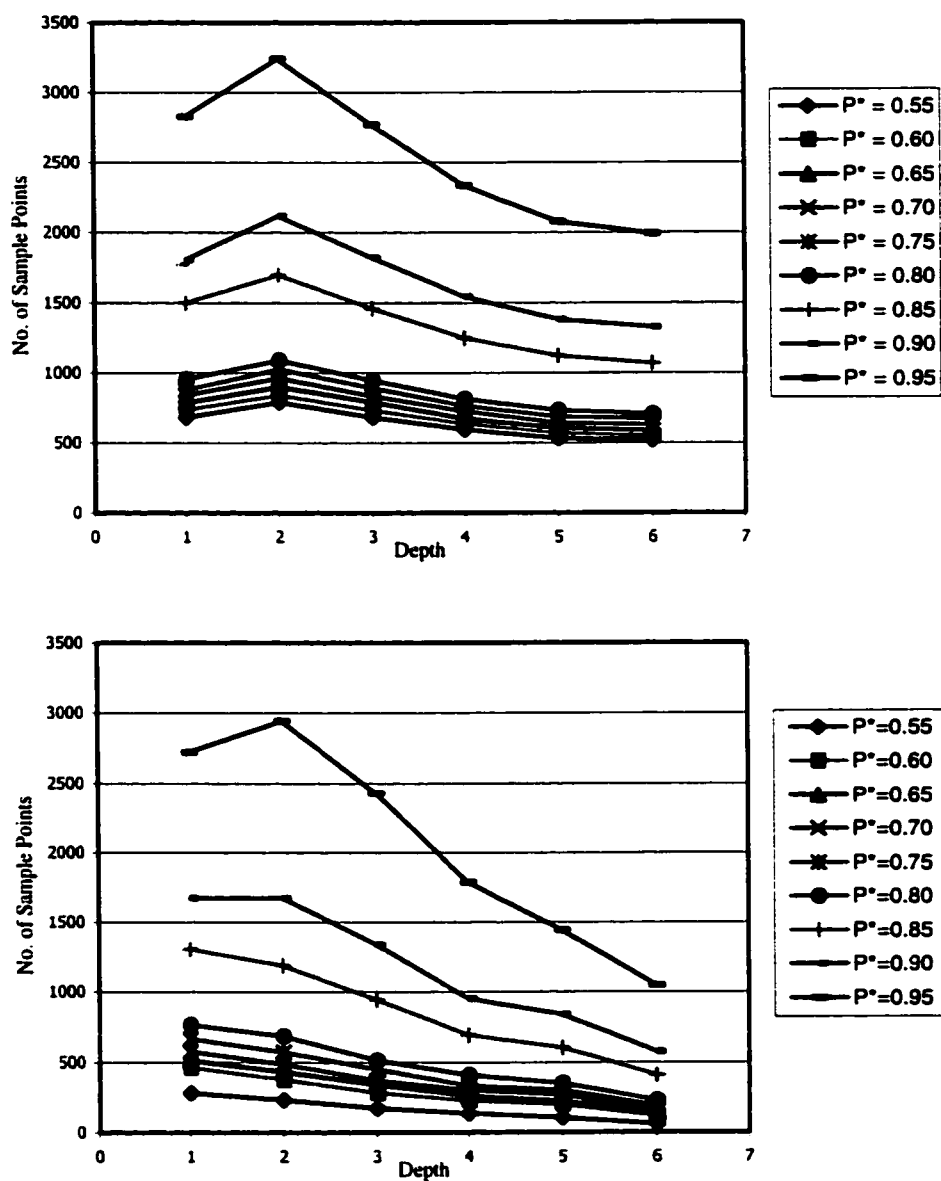 3500
3000
2500
2000
1500
1000
500
0
No. of Sample Points
0 1 2 3 4 5 6 7
Depth
P* = 0.55
P* = 0.60
P* = 0.65
P* = 0.70
P* = 0.75
P* = 0.80
P* = 0.85
P* = 0.90
P* = 0.95
3500
3000
2500
2000
1500
1000
500
0
No. of Sample Points
0 1 2 3 4 5 6 7
Depth
P*=0.55
P*=0.60
P*=0.65
P*=0.70
P*=0.75
P*=0.80
P*=0.85
P*=0.90
P*=0.95